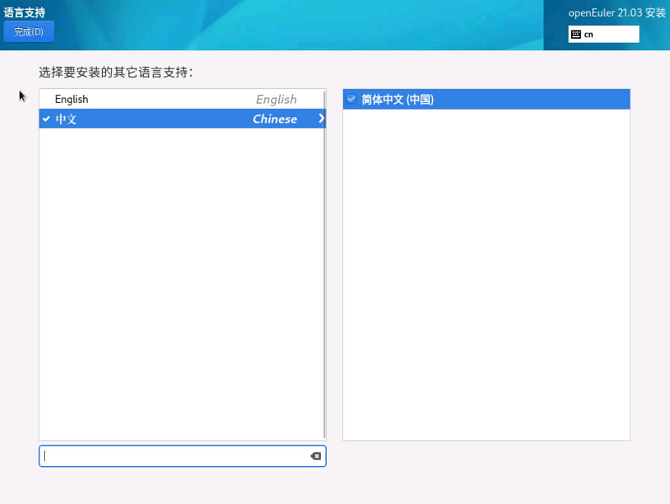 语言支持
完成(D)
openEuler 21.03 安装
cn
选择要安装的其它语言支持：
English English
中文 Chinese
简体中文 (中国)